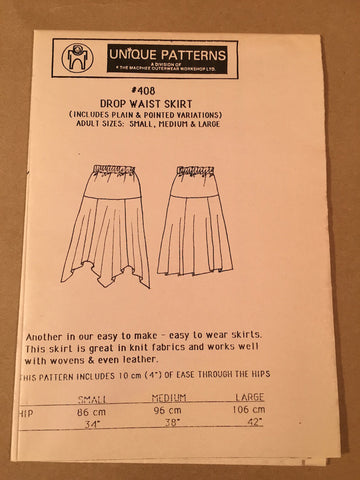 UNIQUE PATTERNS
A DIVISION OF
THE MACPHEE OUTERWEAR WORKSHOP LTD.
#408
DROP WAIST SKIRT
(INCLUDES PLAIN & POINTED VARIATIONS)
ADULT SIZES: SMALL, MEDIUM & LARGE
Another in our easy to make - easy to wear skirts.
This skirt is great in knit fabrics and works well
with wovens & even leather.
THIS PATTERN INCLUDES 10 cm (4") OF EASE THROUGH THE HIPS
SMALL MEDIUM LARGE
HIP 86 cm 96 cm 106 cm
34" 38" 42"